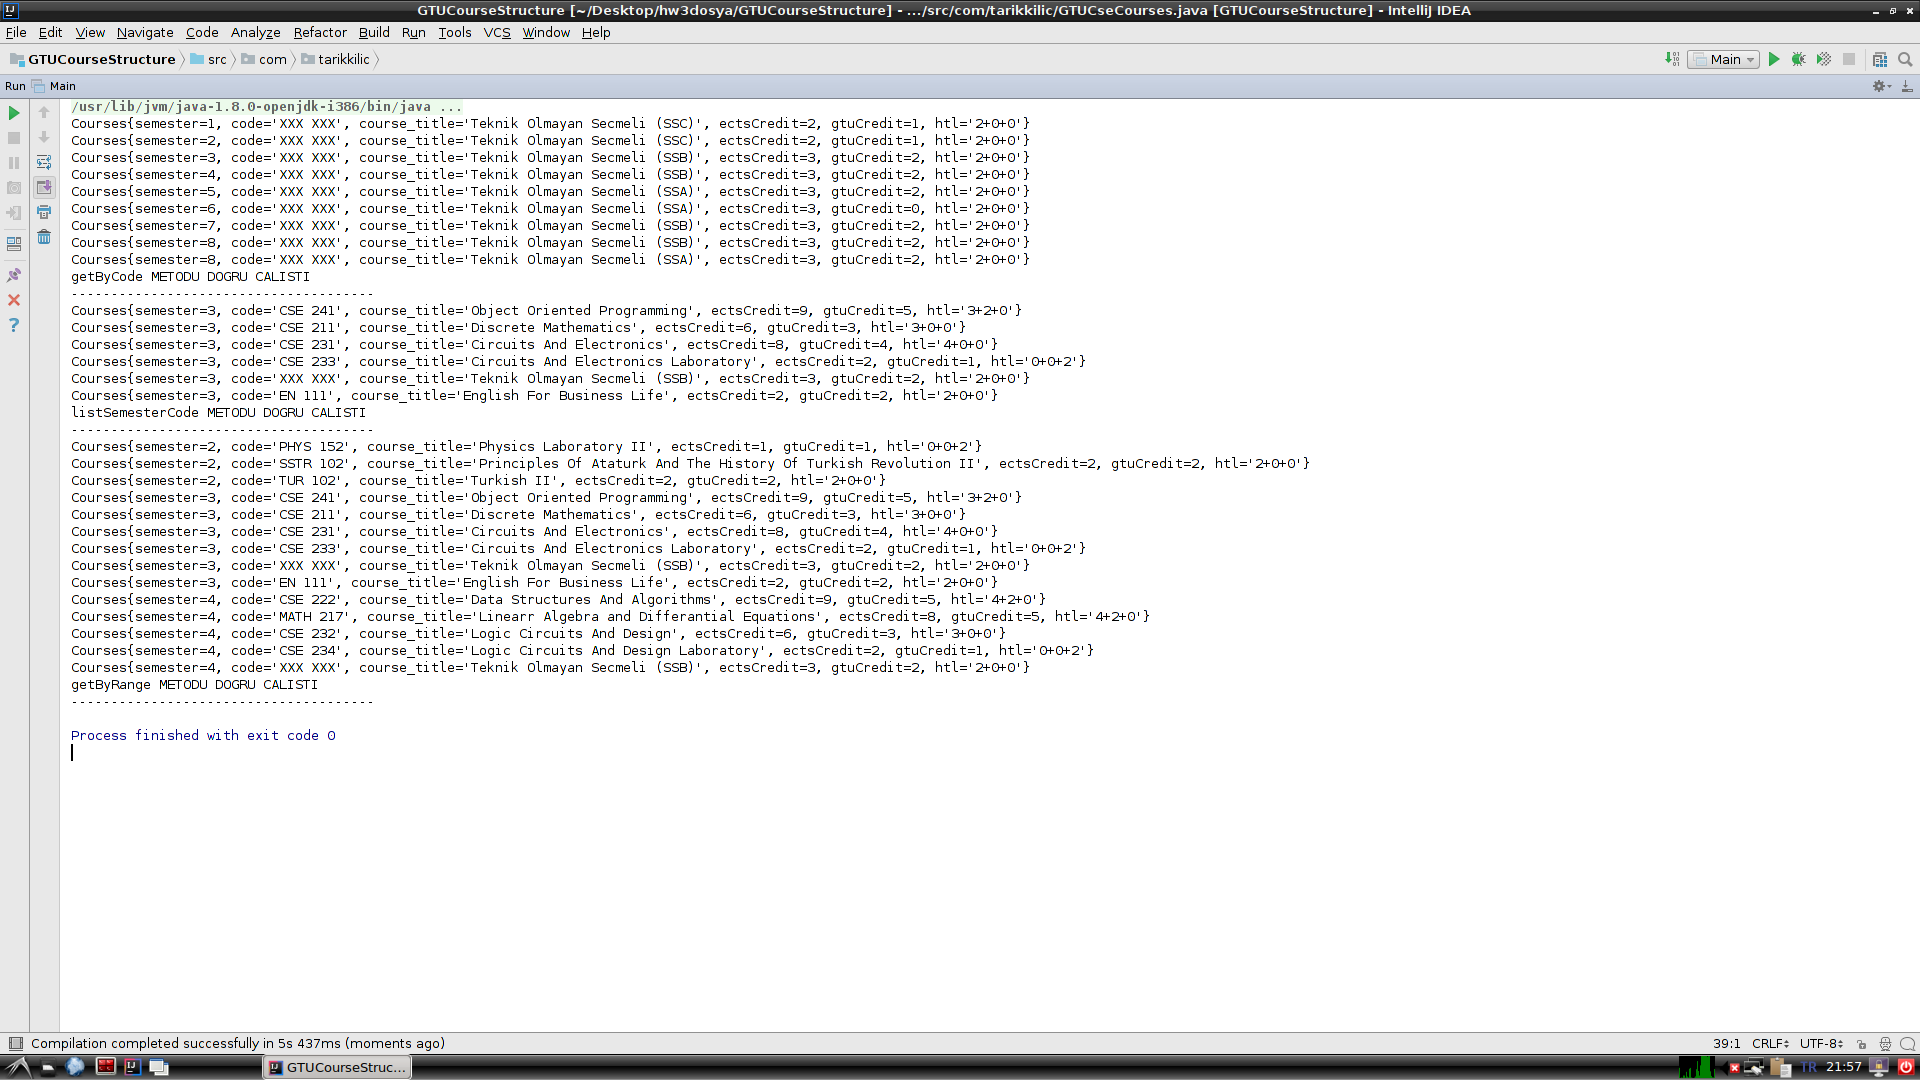 GTUCourseStructure [~/Desktop/hw3dosya/GTUCourseStructure] - .../src/com/tarikkilic/GTUCseCourses.java [GTUCourseStructure] - IntelliJ IDEA
File Edit View Navigate Code Analyze Refactor Build Run Tools VCS Window Help
GTUCourseStructure src com tarikkilic Main
Run Main
/usr/lib/jvm/java-1.8.0-openjdk-i386/bin/java ...
Courses{semester=1, code='XXX XXX', course_title='Teknik Olmayan Secmeli (SSC)', ectsCredit=2, gtuCredit=1, htl='2+0+0'}
Courses{semester=2, code='XXX XXX', course_title='Teknik Olmayan Secmeli (SSC)', ectsCredit=2, gtuCredit=1, htl='2+0+0'}
Courses{semester=3, code='XXX XXX', course_title='Teknik Olmayan Secmeli (SSB)', ectsCredit=3, gtuCredit=2, htl='2+0+0'}
Courses{semester=4, code='XXX XXX', course_title='Teknik Olmayan Secmeli (SSB)', ectsCredit=3, gtuCredit=2, htl='2+0+0'}
Courses{semester=5, code='XXX XXX', course_title='Teknik Olmayan Secmeli (SSA)', ectsCredit=3, gtuCredit=2, htl='2+0+0'}
Courses{semester=6, code='XXX XXX', course_title='Teknik Olmayan Secmeli (SSA)', ectsCredit=3, gtuCredit=0, htl='2+0+0'}
Courses{semester=7, code='XXX XXX', course_title='Teknik Olmayan Secmeli (SSB)', ectsCredit=3, gtuCredit=2, htl='2+0+0'}
Courses{semester=8, code='XXX XXX', course_title='Teknik Olmayan Secmeli (SSB)', ectsCredit=3, gtuCredit=2, htl='2+0+0'}
Courses{semester=8, code='XXX XXX', course_title='Teknik Olmayan Secmeli (SSA)', ectsCredit=3, gtuCredit=2, htl='2+0+0'}
getByCode METODU DOGRU CALISTI
--------------------------------------
Courses{semester=3, code='CSE 241', course_title='Object Oriented Programming', ectsCredit=9, gtuCredit=5, htl='3+2+0'}
Courses{semester=3, code='CSE 211', course_title='Discrete Mathematics', ectsCredit=6, gtuCredit=3, htl='3+0+0'}
Courses{semester=3, code='CSE 231', course_title='Circuits And Electronics', ectsCredit=8, gtuCredit=4, htl='4+0+0'}
Courses{semester=3, code='CSE 233', course_title='Circuits And Electronics Laboratory', ectsCredit=2, gtuCredit=1, htl='0+0+2'}
Courses{semester=3, code='XXX XXX', course_title='Teknik Olmayan Secmeli (SSB)', ectsCredit=3, gtuCredit=2, htl='2+0+0'}
Courses{semester=3, code='EN 111', course_title='English For Business Life', ectsCredit=2, gtuCredit=2, htl='2+0+0'}
listSemesterCode METODU DOGRU CALISTI
--------------------------------------
Courses{semester=2, code='PHYS 152', course_title='Physics Laboratory II', ectsCredit=1, gtuCredit=1, htl='0+0+2'}
Courses{semester=2, code='SSTR 102', course_title='Principles Of Ataturk And The History Of Turkish Revolution II', ectsCredit=2, gtuCredit=2, htl='2+0+0'}
Courses{semester=2, code='TUR 102', course_title='Turkish II', ectsCredit=2, gtuCredit=2, htl='2+0+0'}
Courses{semester=3, code='CSE 241', course_title='Object Oriented Programming', ectsCredit=9, gtuCredit=5, htl='3+2+0'}
Courses{semester=3, code='CSE 211', course_title='Discrete Mathematics', ectsCredit=6, gtuCredit=3, htl='3+0+0'}
Courses{semester=3, code='CSE 231', course_title='Circuits And Electronics', ectsCredit=8, gtuCredit=4, htl='4+0+0'}
Courses{semester=3, code='CSE 233', course_title='Circuits And Electronics Laboratory', ectsCredit=2, gtuCredit=1, htl='0+0+2'}
Courses{semester=3, code='XXX XXX', course_title='Teknik Olmayan Secmeli (SSB)', ectsCredit=3, gtuCredit=2, htl='2+0+0'}
Courses{semester=3, code='EN 111', course_title='English For Business Life', ectsCredit=2, gtuCredit=2, htl='2+0+0'}
Courses{semester=4, code='CSE 222', course_title='Data Structures And Algorithms', ectsCredit=9, gtuCredit=5, htl='4+2+0'}
Courses{semester=4, code='MATH 217', course_title='Linearr Algebra and Differential Equations', ectsCredit=8, gtuCredit=5, htl='4+2+0'}
Courses{semester=4, code='CSE 232', course_title='Logic Circuits And Design', ectsCredit=6, gtuCredit=3, htl='3+0+0'}
Courses{semester=4, code='CSE 234', course_title='Logic Circuits And Design Laboratory', ectsCredit=2, gtuCredit=1, htl='0+0+2'}
Courses{semester=4, code='XXX XXX', course_title='Teknik Olmayan Secmeli (SSB)', ectsCredit=3, gtuCredit=2, htl='2+0+0'}
getByRange METODU DOGRU CALISTI
--------------------------------------
Process finished with exit code 0
Compilation completed successfully in 5s 437ms (moments ago) 39:1 CRLF UTF-8
GTUCourseStruc... TR 21:57